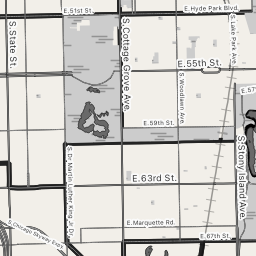 E.51st St.
E.Hyde Park Blvd.
S.State St.
S.Cottage Grove Ave.
S.Lake Park Ave.
E.55th St.
S.Woodlawn Ave.
E.57th
E.59th St.
S.Dr.Martin Luther King Jr Dr.
S.Stony Island Ave.
E.63rd St.
S.Chicago Skyway Expy.
E.Marquette Rd.
E.67th St.